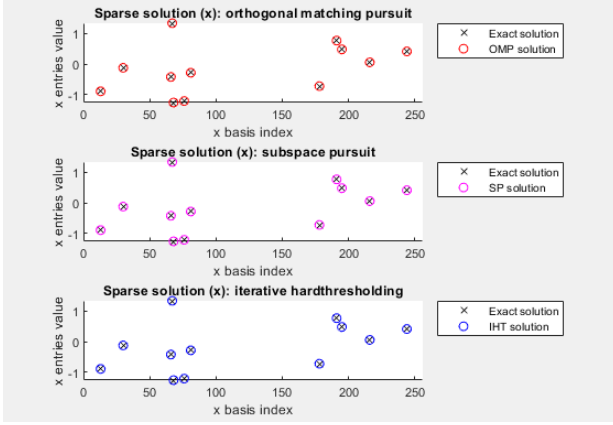 Sparse solution (x): orthogonal matching pursuit
x entries value
1
0
-1
0
50
100
150
200
250
x basis index
Exact solution
OMP solution
Sparse solution (x): subspace pursuit
x entries value
1
0
-1
0
50
100
150
200
250
x basis index
Exact solution
SP solution
Sparse solution (x): iterative hardthresholding
x entries value
1
0
-1
0
50
100
150
200
250
x basis index
Exact solution
IHT solution